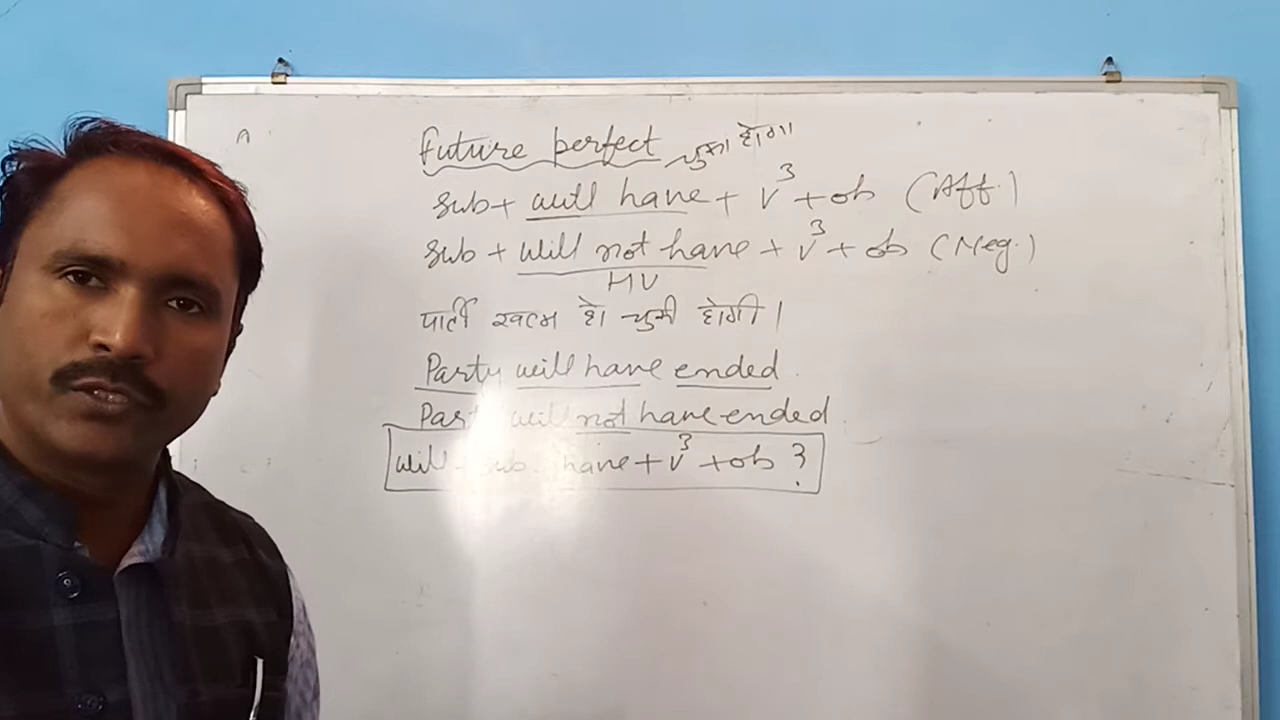 Future perfect चुका होगा
sub + will have + V³ + ob (Aff.)
sub + will not have + V³ + ob (Neg.)
HV
पार्टी खत्म हो चुकी होगी।
Party will have ended.
Party will not have ended.
will + sub have + V³ + ob ?